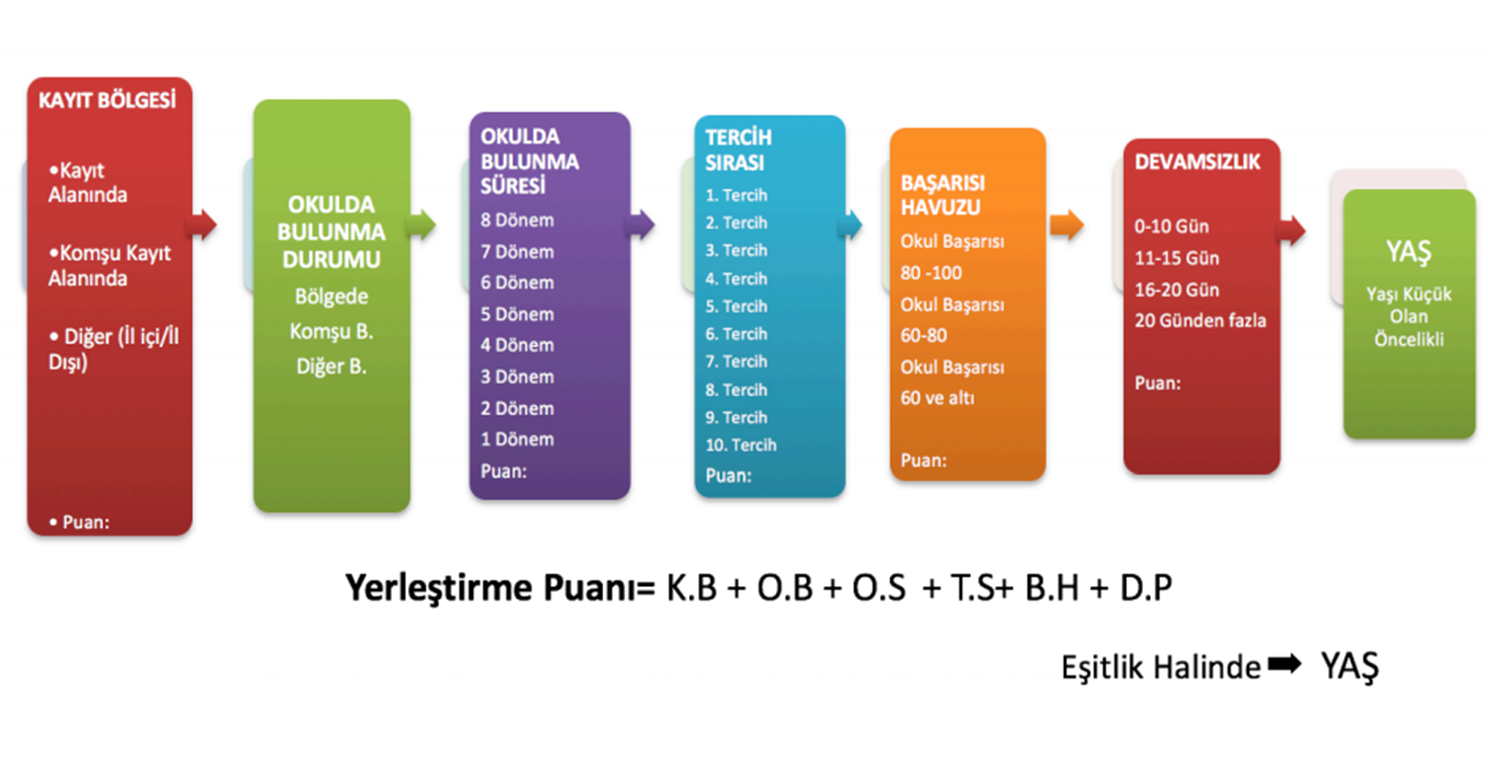 KAYIT BÖLGESİ
•Kayıt
Alanında
•Komşu Kayıt
Alanında
• Diğer (İl içi/İl
Dışı)
• Puan:
OKULDA
BULUNMA
DURUMU
Bölgede
Komşu B.
Diğer B.
OKULDA
BULUNMA
SÜRESİ
8 Dönem
7 Dönem
6 Dönem
5 Dönem
4 Dönem
3 Dönem
2 Dönem
1 Dönem
Puan:
TERCİH
SIRASI
1. Tercih
2. Tercih
3. Tercih
4. Tercih
5. Tercih
6. Tercih
7. Tercih
8. Tercih
9. Tercih
10. Tercih
Puan:
BAŞARISI
HAVUZU
Okul Başarısı
80 -100
Okul Başarısı
60-80
Okul Başarısı
60 ve altı
Puan:
DEVAMSIZLIK
0-10 Gün
11-15 Gün
16-20 Gün
20 Günden fazla
Puan:
YAŞ
Yaşı Küçük
Olan
Öncelikli
Yerleştirme Puanı= K.B + O.B + O.S + T.S+ B.H + D.P
Eşitlik Halinde ➡ YAŞ